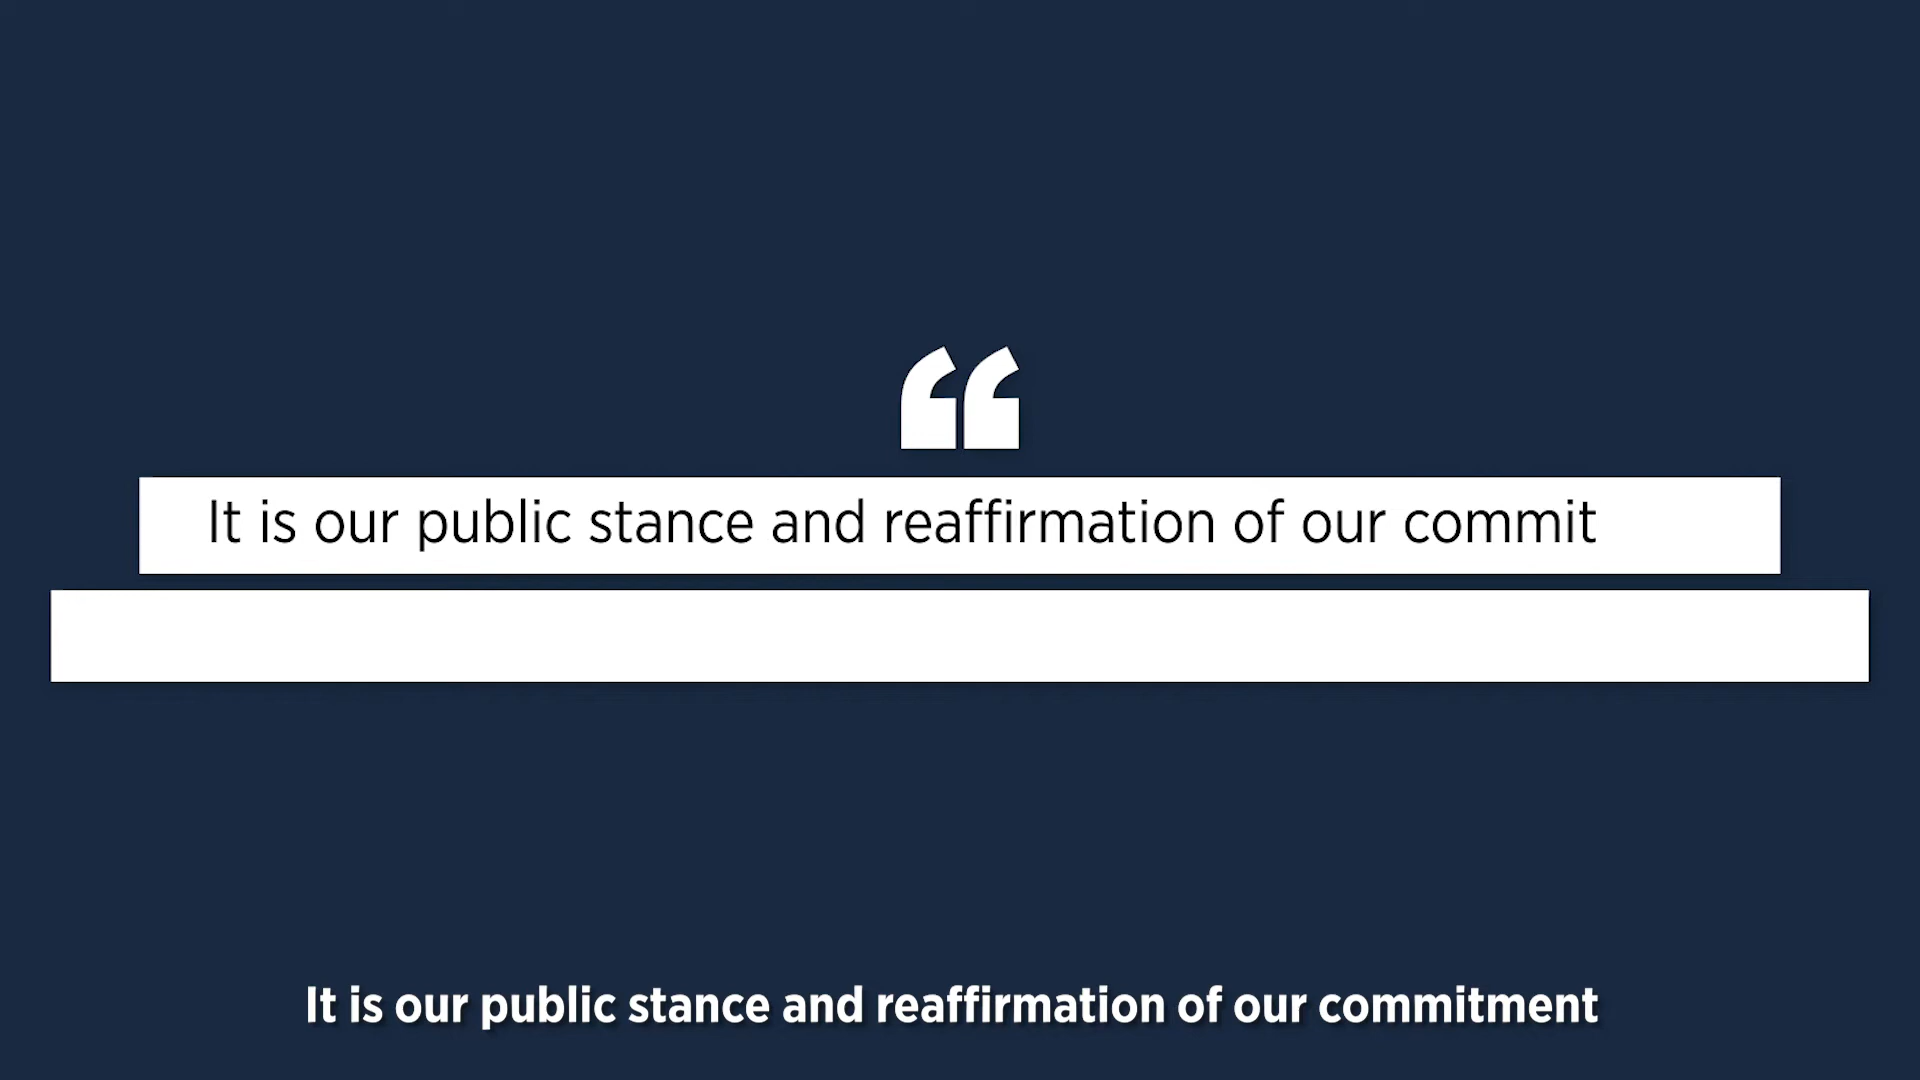 “
It is our public stance and reaffirmation of our commit
It is our public stance and reaffirmation of our commitment